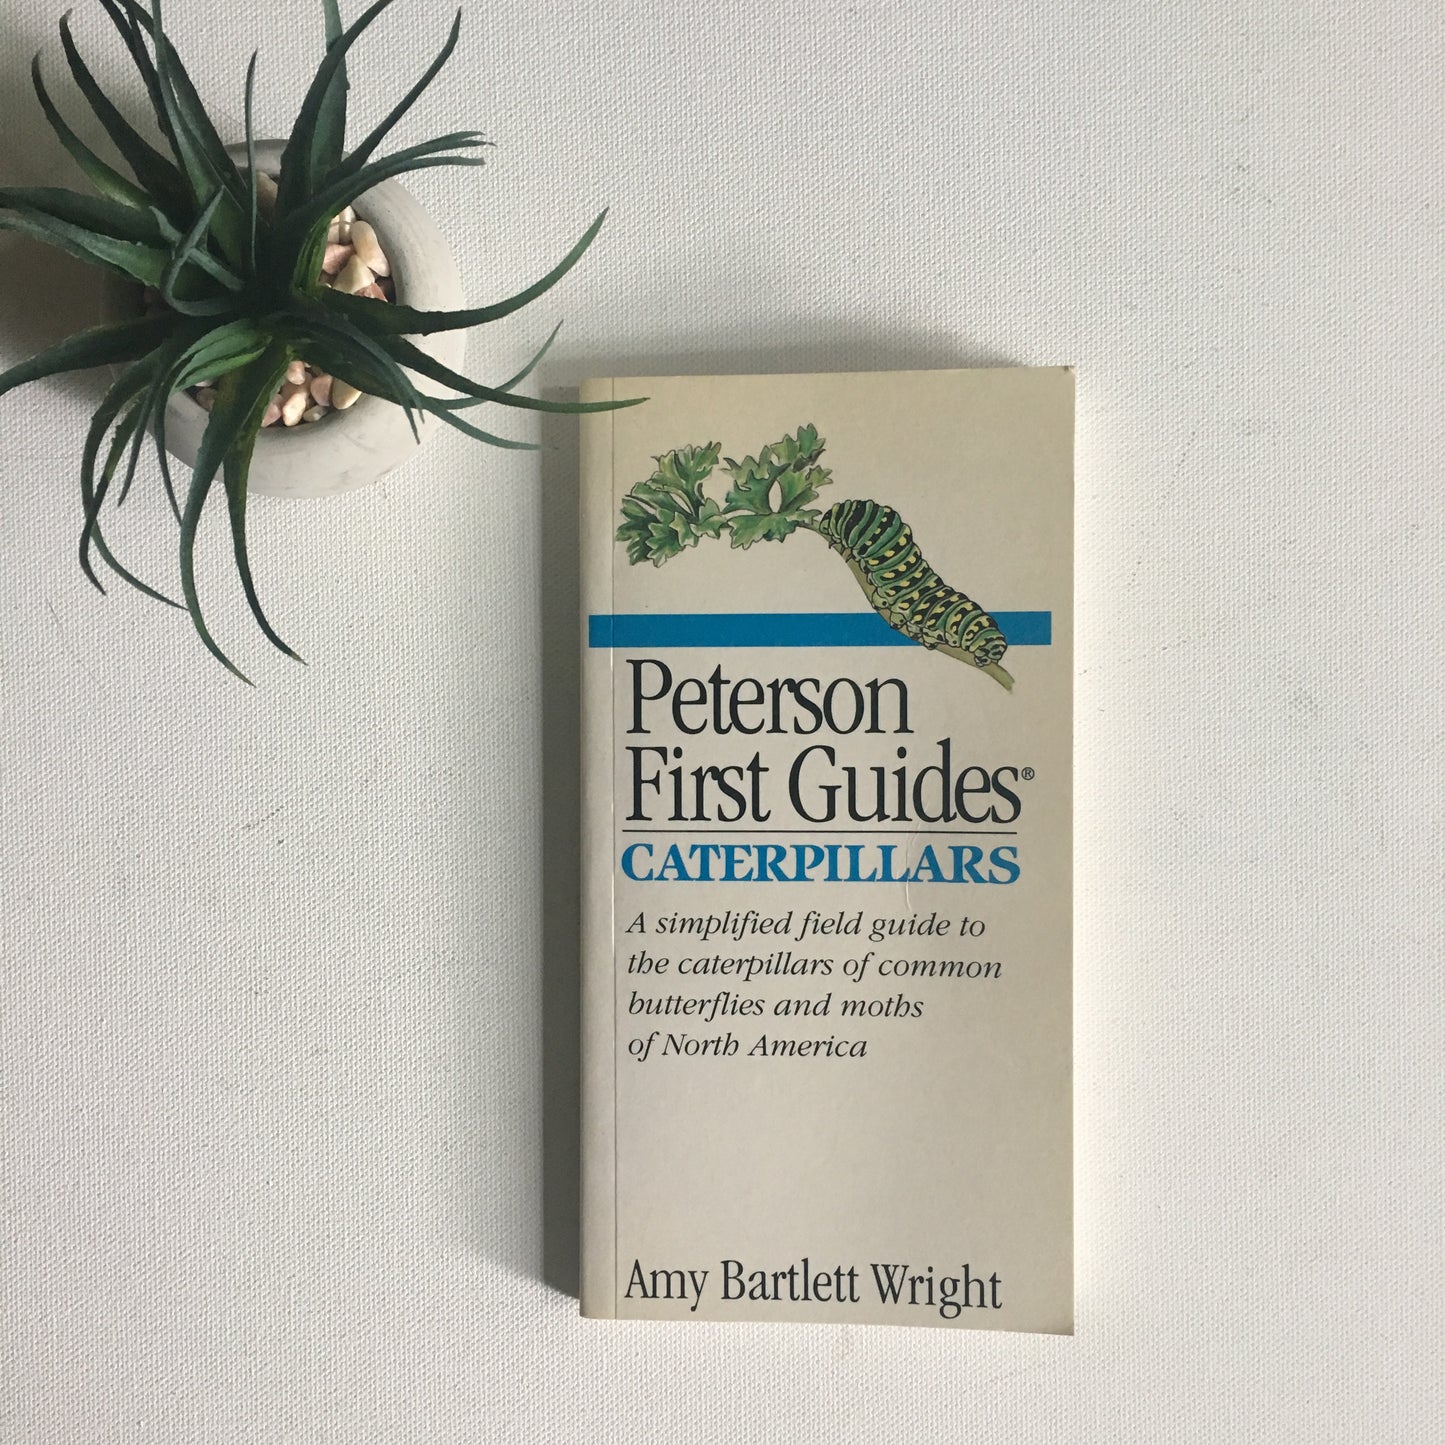 Peterson
First Guides®
CATERPILLARS
A simplified field guide to
the caterpillars of common
butterflies and moths
of North America
Amy Bartlett Wright